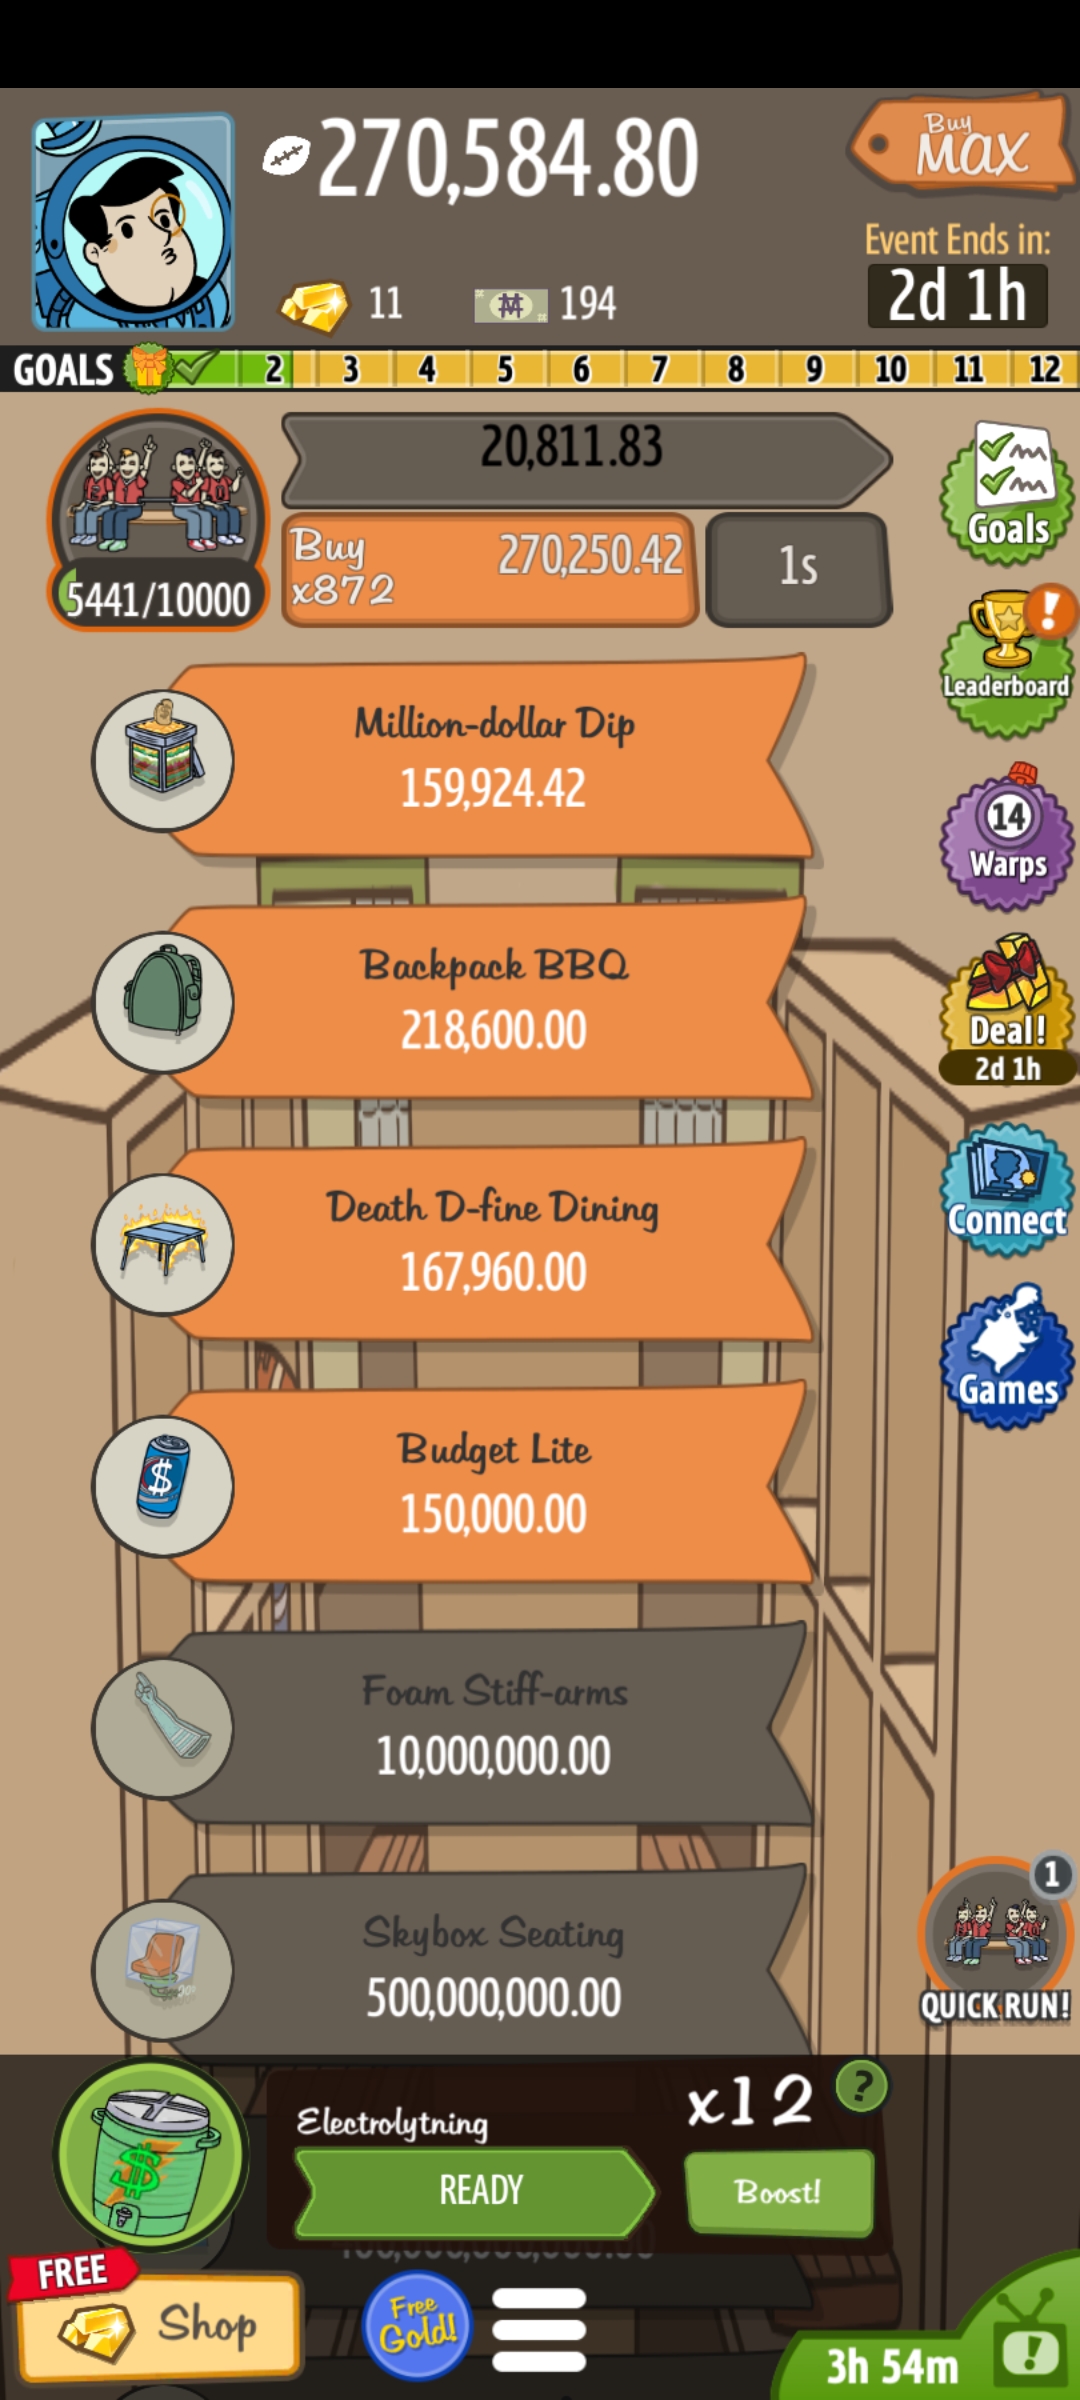 270,584.80
Buy
MAX
11
194
Event Ends in:
2d 1h
GOALS 2 3 4 5 6 7 8 9 10 11 12
20,811.83
Buy
x872
270,250.42
1s
5441/10000
Goals
Leaderboard
Million-dollar Dip
159,924.42
14
Warps
Backpack BBQ
218,600.00
Deal!
2d 1h
Death D-fine Dining
167,960.00
Connect
Budget Lite
150,000.00
Games
Foam Stiff-arms
10,000,000.00
Skybox Seating
500,000,000.00
1
QUICK RUN!
Electrolytning
x12
?
READY
Boost!
FREE
Shop
Free
Gold!
3h 54m